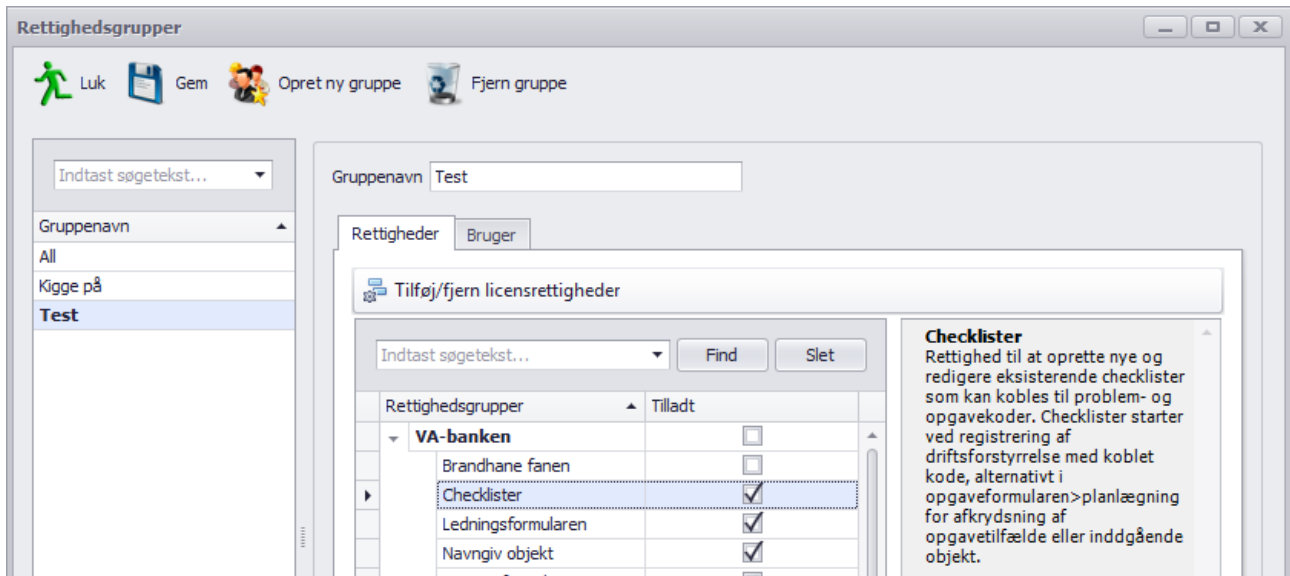 Rettighedsgrupper
Luk Gem Opret ny gruppe Fjern gruppe
Indtast søgetekst...
Gruppenavn
All
Kigge på
Test
Gruppenavn Test
Rettigheder Bruger
Tilføj/fjern licensrettigheder
Indtast søgetekst... Find Slet
Rettighedsgrupper Tilladt
VA-banken
Brandhane fanen
Checklister
Ledningsformularen
Navngiv objekt
Checklister
Rettighed til at oprette nye og
redigere eksisterende checklister
som kan kobles til problem- og
opgavekoder. Checklister starter
ved registrering af
driftsforstyrrelse med koblet
kode, alternativt i
opgaveformularen>planlægning
for afkrydsning af
opgavetilfælde eller inddgående
objekt.